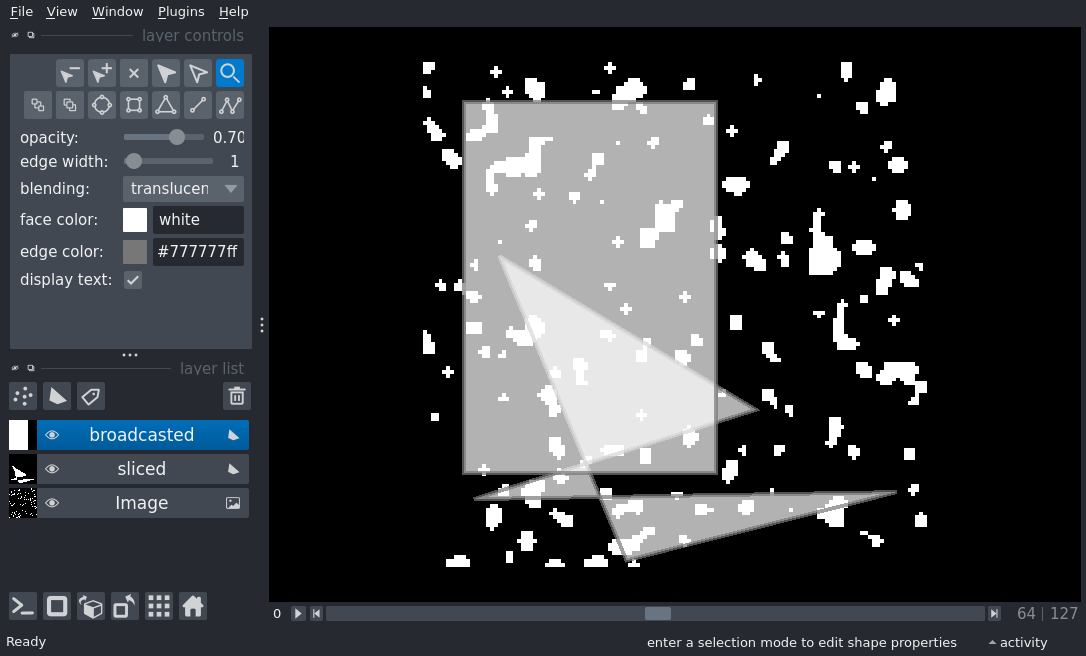 File View Window Plugins Help
layer controls
opacity: 0.70
edge width: 1
blending: translucen
face color: white
edge color: #777777ff
display text:
layer list
broadcasted
sliced
Image
0 64 | 127
Ready enter a selection mode to edit shape properties activity